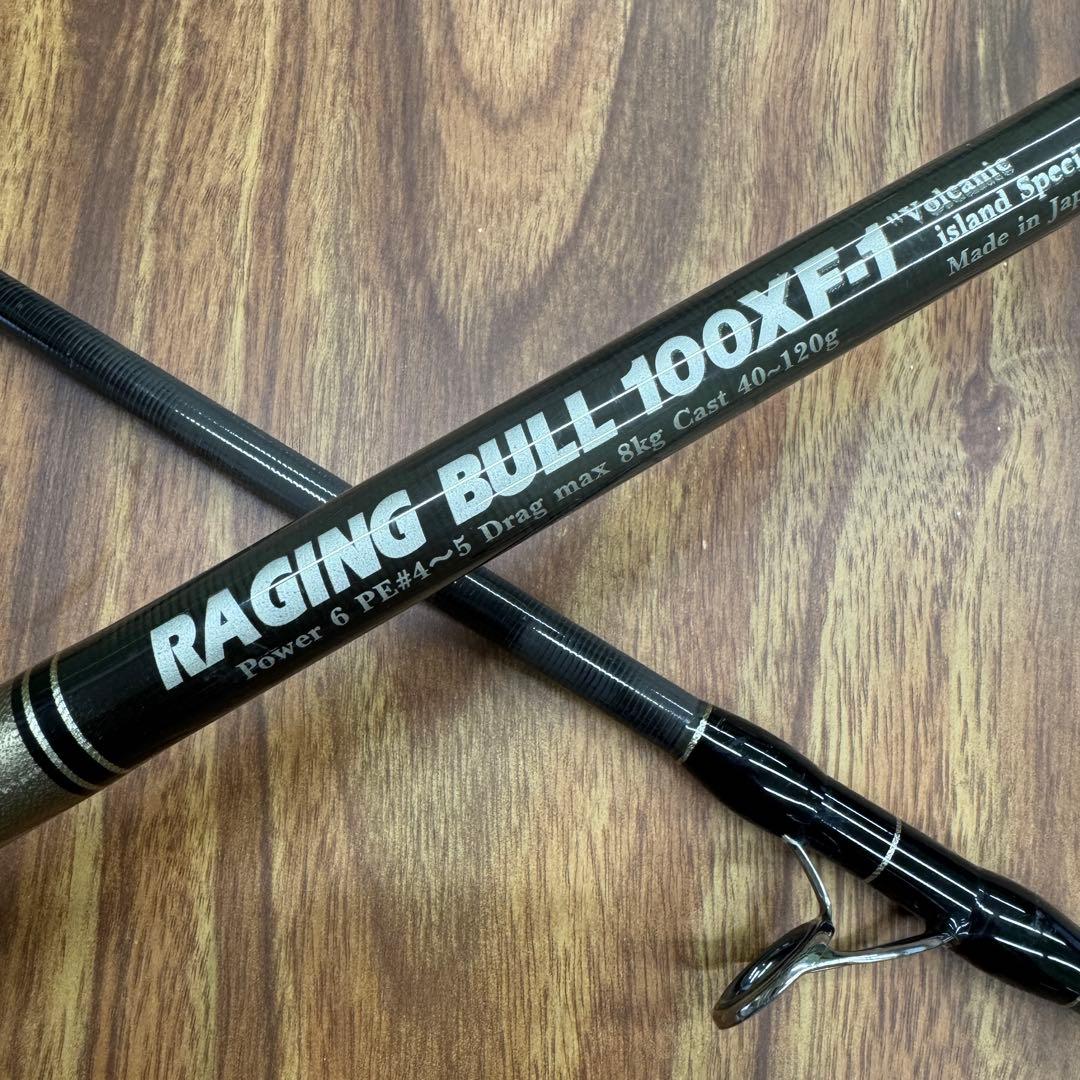 RAGING BULL 100XF-1
Power 6 PE#4～5 Drag max 8kg Cast 40~120g
"Volcanic
island Speci
Made in Jap